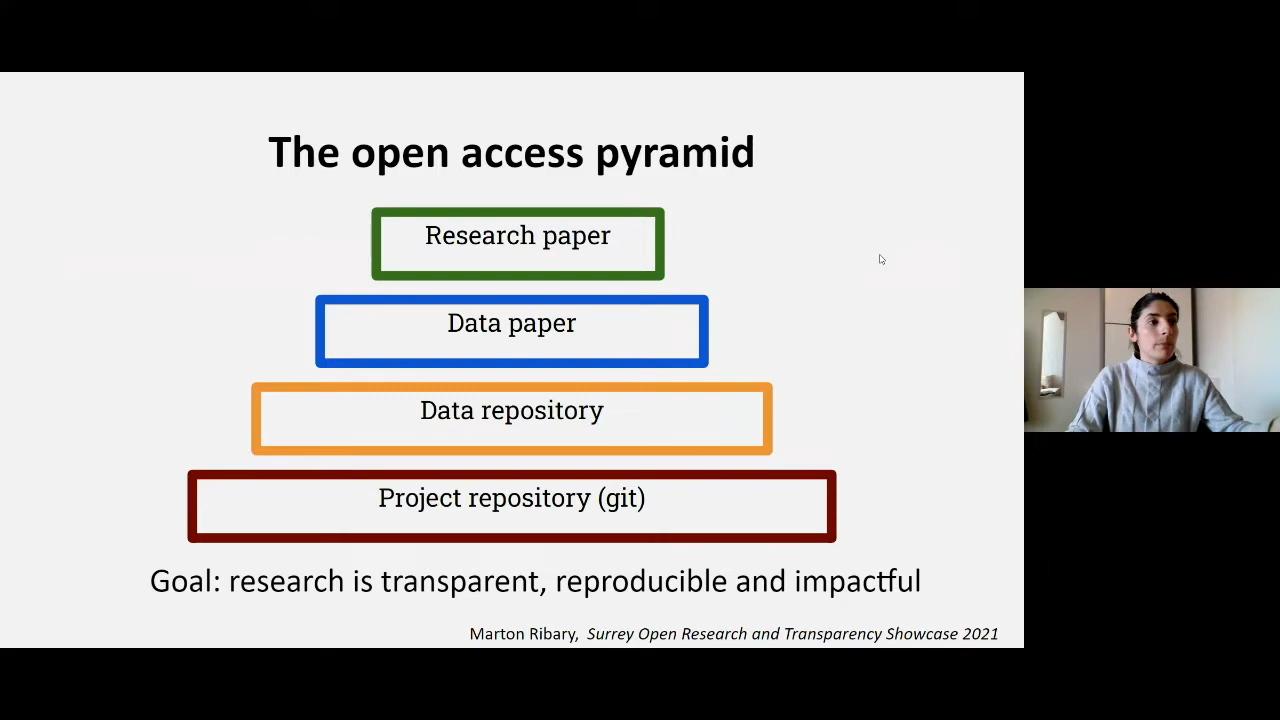 The open access pyramid
Research paper
Data paper
Data repository
Project repository (git)
Goal: research is transparent, reproducible and impactful
Marton Ribary, Surrey Open Research and Transparency Showcase 2021